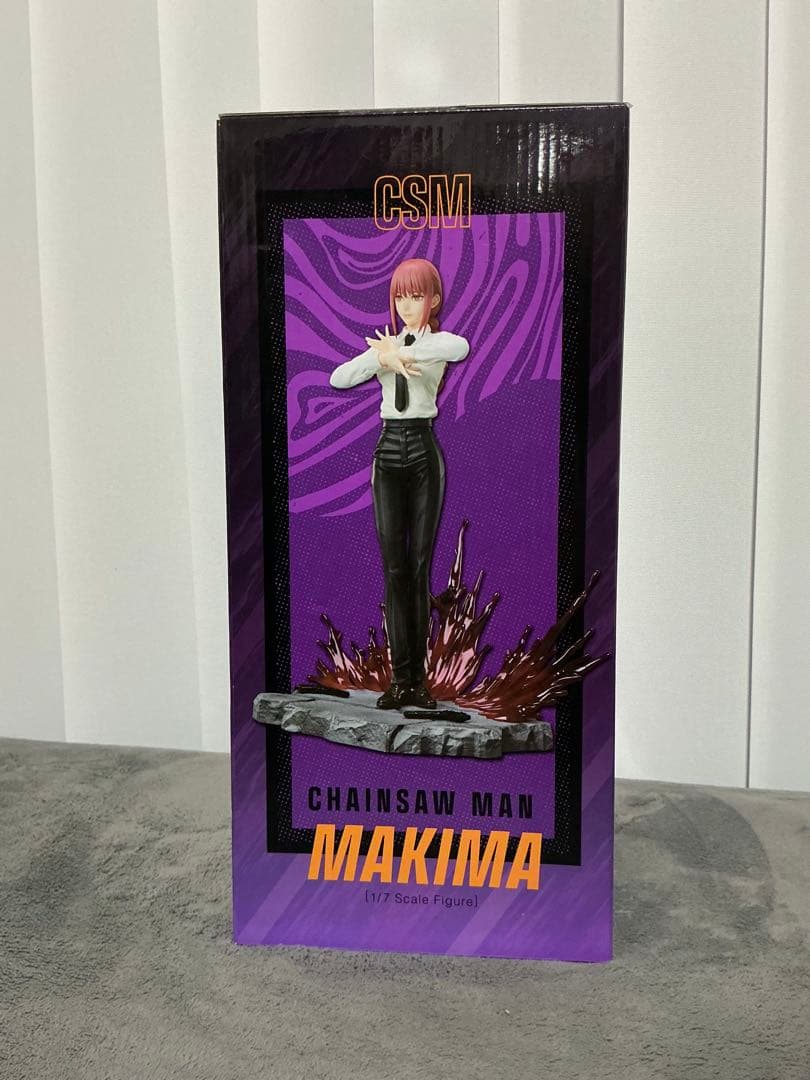 CSM
CHAINSAW MAN
MAKIMA
[1/7 Scale Figure]